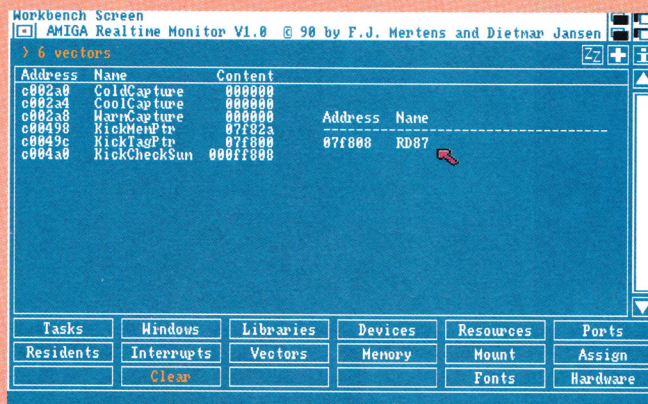 Workbench Screen
AMIGA Realtime Monitor V1.0 © 90 by F.J. Mertens and Dietmar Jansen
> 6 vectors
Address Name Content
c002a0 ColdCapture 000000
c002a4 CoolCapture 000000
c002a8 WarmCapture 000000
c00498 KickMemPtr 07f82a
c0049c KickTagPtr 07f800
c004a0 KickCheckSum 000ff808
Address Name
07f808 RD87
Tasks Windows Libraries Devices Resources Ports
Residents Interrupts Vectors Memory Mount Assign
Clear Fonts Hardware